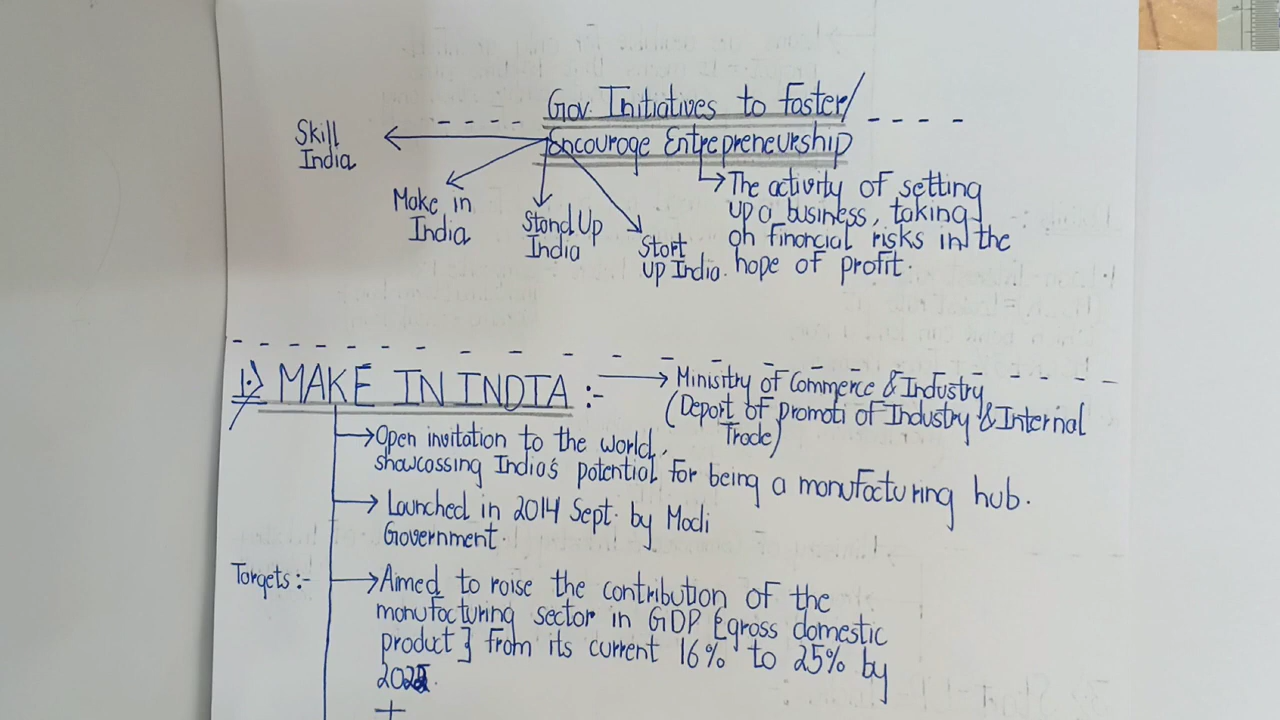 Gov. Initiatives to foster/
Encourage Entrepreneurship
Skill
India
Make in
India
Stand Up
India
Start
up India.
The activity of setting
up a business, taking
on financial risks in the
hope of profit.
1.) MAKE IN INDIA :-
Minisitry of Commerce & Industry
(Depart of promoti of Industry & Internal
Trade)
Open invitation to the world,
showcassing India's potential for being a manufacturing hub.
Launched in 2014 Sept. by Modi
Government.
Targets :-
Aimed to raise the contribution of the
manufacturing sector in GDP [gross domestic
product] from its current 16% to 25% by
2025.
+